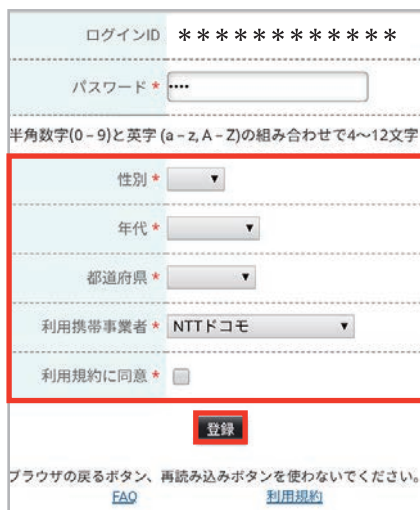 ログインID ************
パスワード* ••••
半角数字(0-9)と英字(a-z, A-Z)の組み合わせで4~12文字
性別*
年代*
都道府県*
利用携帯事業者* NTTドコモ
利用規約に同意*
登録
ブラウザの戻るボタン、再読み込みボタンを使わないでください。
FAQ 利用規約